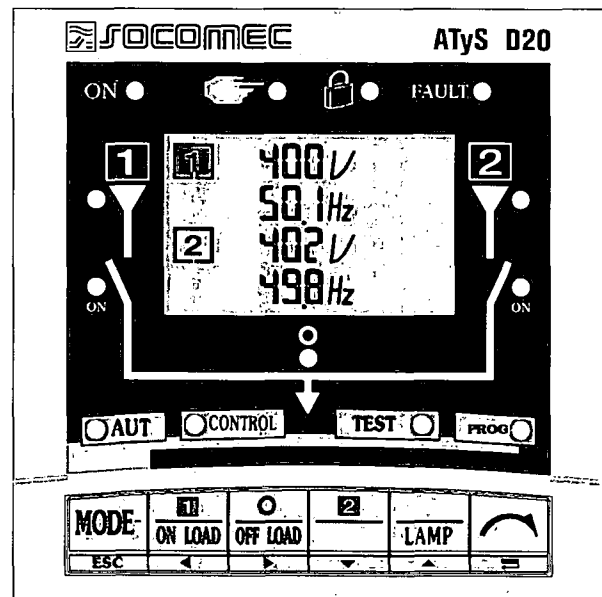 SOCOMEC ATyS D20
ON FAULT
1 1 400V 2
50.1Hz
2 402V
49.8Hz
ON ON
AUT CONTROL TEST PROG
MODE 1 O 2
ON LOAD OFF LOAD LAMP
ESC